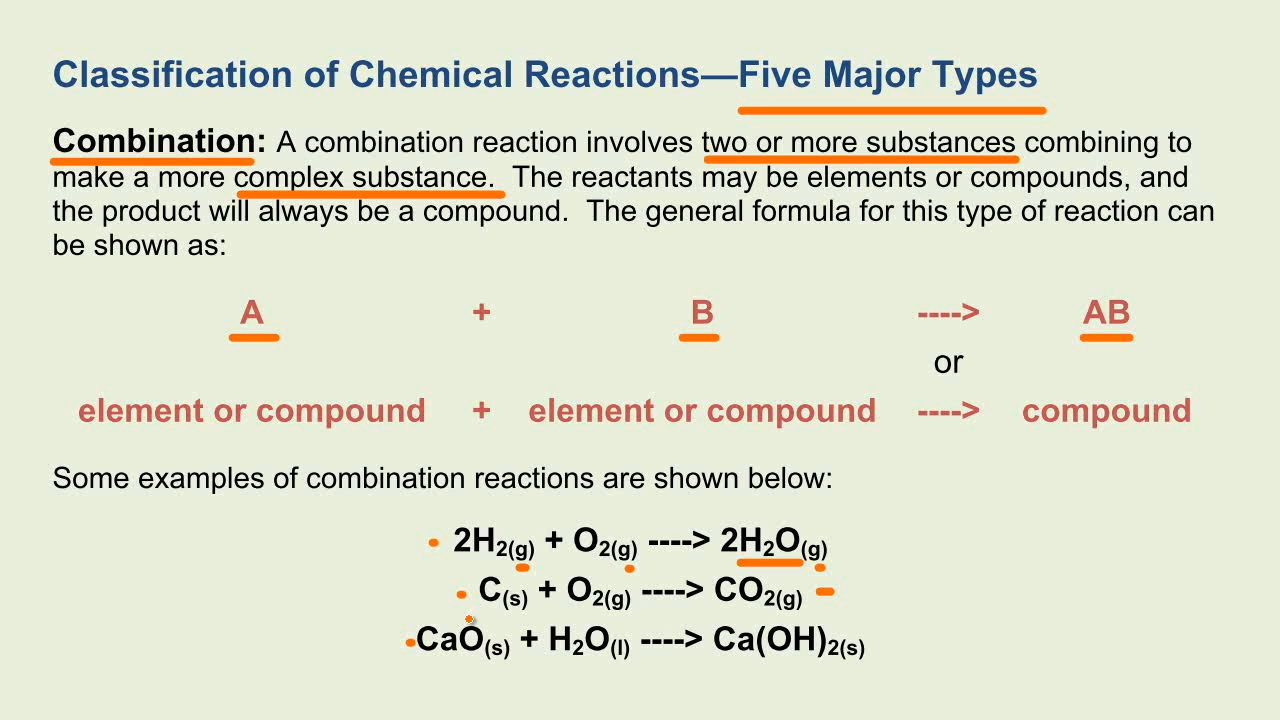 Classification of Chemical Reactions—Five Major Types
Combination: A combination reaction involves two or more substances combining to
make a more complex substance. The reactants may be elements or compounds, and
the product will always be a compound. The general formula for this type of reaction can
be shown as:
A + B ----> AB
or
element or compound + element or compound ----> compound
Some examples of combination reactions are shown below:
2H₂(g) + O₂(g) ----> 2H₂O(g)
C(s) + O₂(g) ----> CO₂(g)
CaO(s) + H₂O(l) ----> Ca(OH)₂(s)